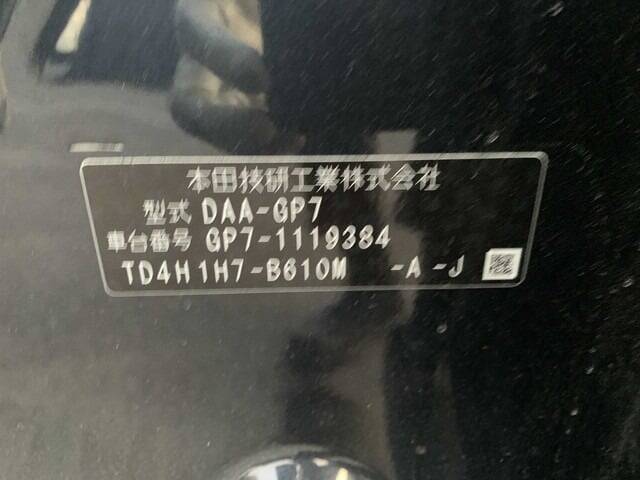 本田技研工業株式会社
型式 DAA-GP7
車台番号 GP7-1119384
TD4H1H7-B610M -A-J